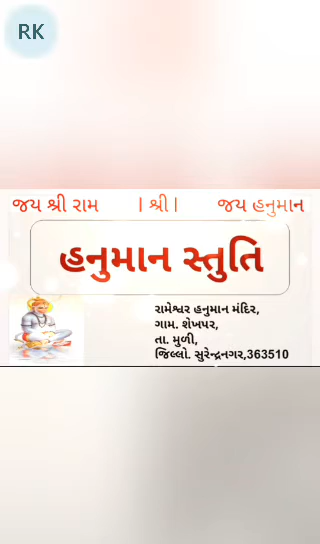 RK
જય શ્રી રામ | શ્રી | જય હનુમાન
હનુમાન સ્તુતિ
રામેશ્વર હનુમાન મંદિર,
ગામ. શેખપર,
તા. મુળી,
જિલ્લો. સુરેન્દ્રનગર,363510